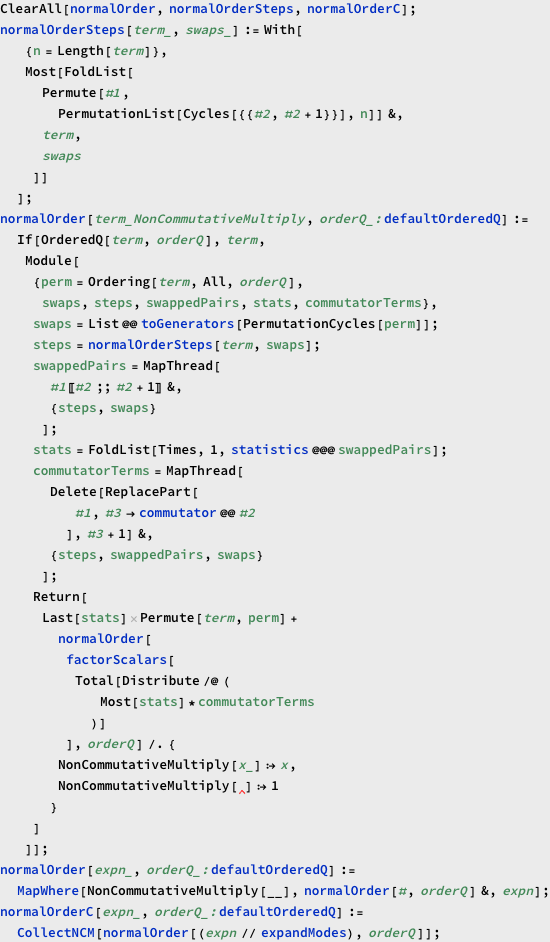 ClearAll[normalOrder, normalOrderSteps, normalOrderC];
normalOrderSteps[term_, swaps_] := With[
{n = Length[term]},
Most[FoldList[
Permute[#1,
PermutationList[Cycles[{{#2, #2 + 1}}], n]] &,
term,
swaps
]]
];
normalOrder[term_NonCommutativeMultiply, orderQ_: defaultOrderedQ] :=
If[OrderedQ[term, orderQ], term,
Module[
{perm = Ordering[term, All, orderQ],
swaps, steps, swappedPairs, stats, commutatorTerms},
swaps = List @@ toGenerators[PermutationCycles[perm]];
steps = normalOrderSteps[term, swaps];
swappedPairs = MapThread[
#1〚#2 ;; #2 + 1〛 &,
{steps, swaps}
];
stats = FoldList[Times, 1, statistics @@@ swappedPairs];
commutatorTerms = MapThread[
Delete[ReplacePart[
#1, #3 → commutator @@ #2
], #3 + 1] &,
{steps, swappedPairs, swaps}
];
Return[
Last[stats] × Permute[term, perm] +
normalOrder[
factorScalars[
Total[Distribute /@ (
Most[stats] * commutatorTerms
)]
], orderQ] /. {
NonCommutativeMultiply[x_] :→ x,
NonCommutativeMultiply[‸] :→ 1
}
]
]];
normalOrder[expn_, orderQ_: defaultOrderedQ] :=
MapWhere[NonCommutativeMultiply[__], normalOrder[#, orderQ] &, expn];
normalOrderC[expn_, orderQ_: defaultOrderedQ] :=
CollectNCM[normalOrder[(expn // expandModes), orderQ]];